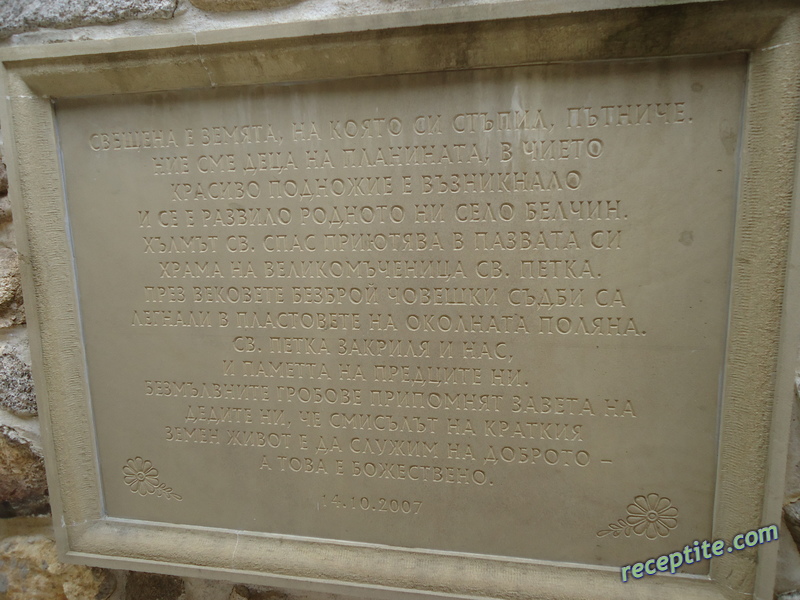 СВЕЩЕНА Е ЗЕМЯТА, НА КОЯТО СИ СТЪПИЛ, ПЪТНИЧЕ.
НИЕ СМЕ ДЕЦА НА ПЛАНИНАТА, В ЧИЕТО
КРАСИВО ПОДНОЖИЕ Е ВЪЗНИКНАЛО
И СЕ Е РАЗВИЛО РОДНОТО НИ СЕЛО БЕЛЧИН.
ХЪЛМЪТ СВ. СПАС ПРИЮТЯВА В ПАЗВАТА СИ
ХРАМА НА ВЕЛИКОМЪЧЕНИЦА СВ. ПЕТКА.
ПРЕЗ ВЕКОВЕТЕ БЕЗБРОЙ ЧОВЕШКИ СЪДБИ СА
ЛЕГНАЛИ В ПЛАСТОВЕТЕ НА ОКОЛНАТА ПОЛЯНА.
СВ. ПЕТКА ЗАКРИЛЯ И НАС,
И ПАМЕТТА НА ПРЕДЦИТЕ НИ.
БЕЗМЪЛВНИТЕ ГРОБОВЕ ПРИПОМНЯТ ЗАВЕТА НА
ДЕДИТЕ НИ, ЧЕ СМИСЪЛЪТ НА КРАТКИЯ
ЗЕМЕН ЖИВОТ Е ДА СЛУЖИМ НА ДОБРОТО –
А ТОВА Е БОЖЕСТВЕНО.
14.10.2007
receptite.com